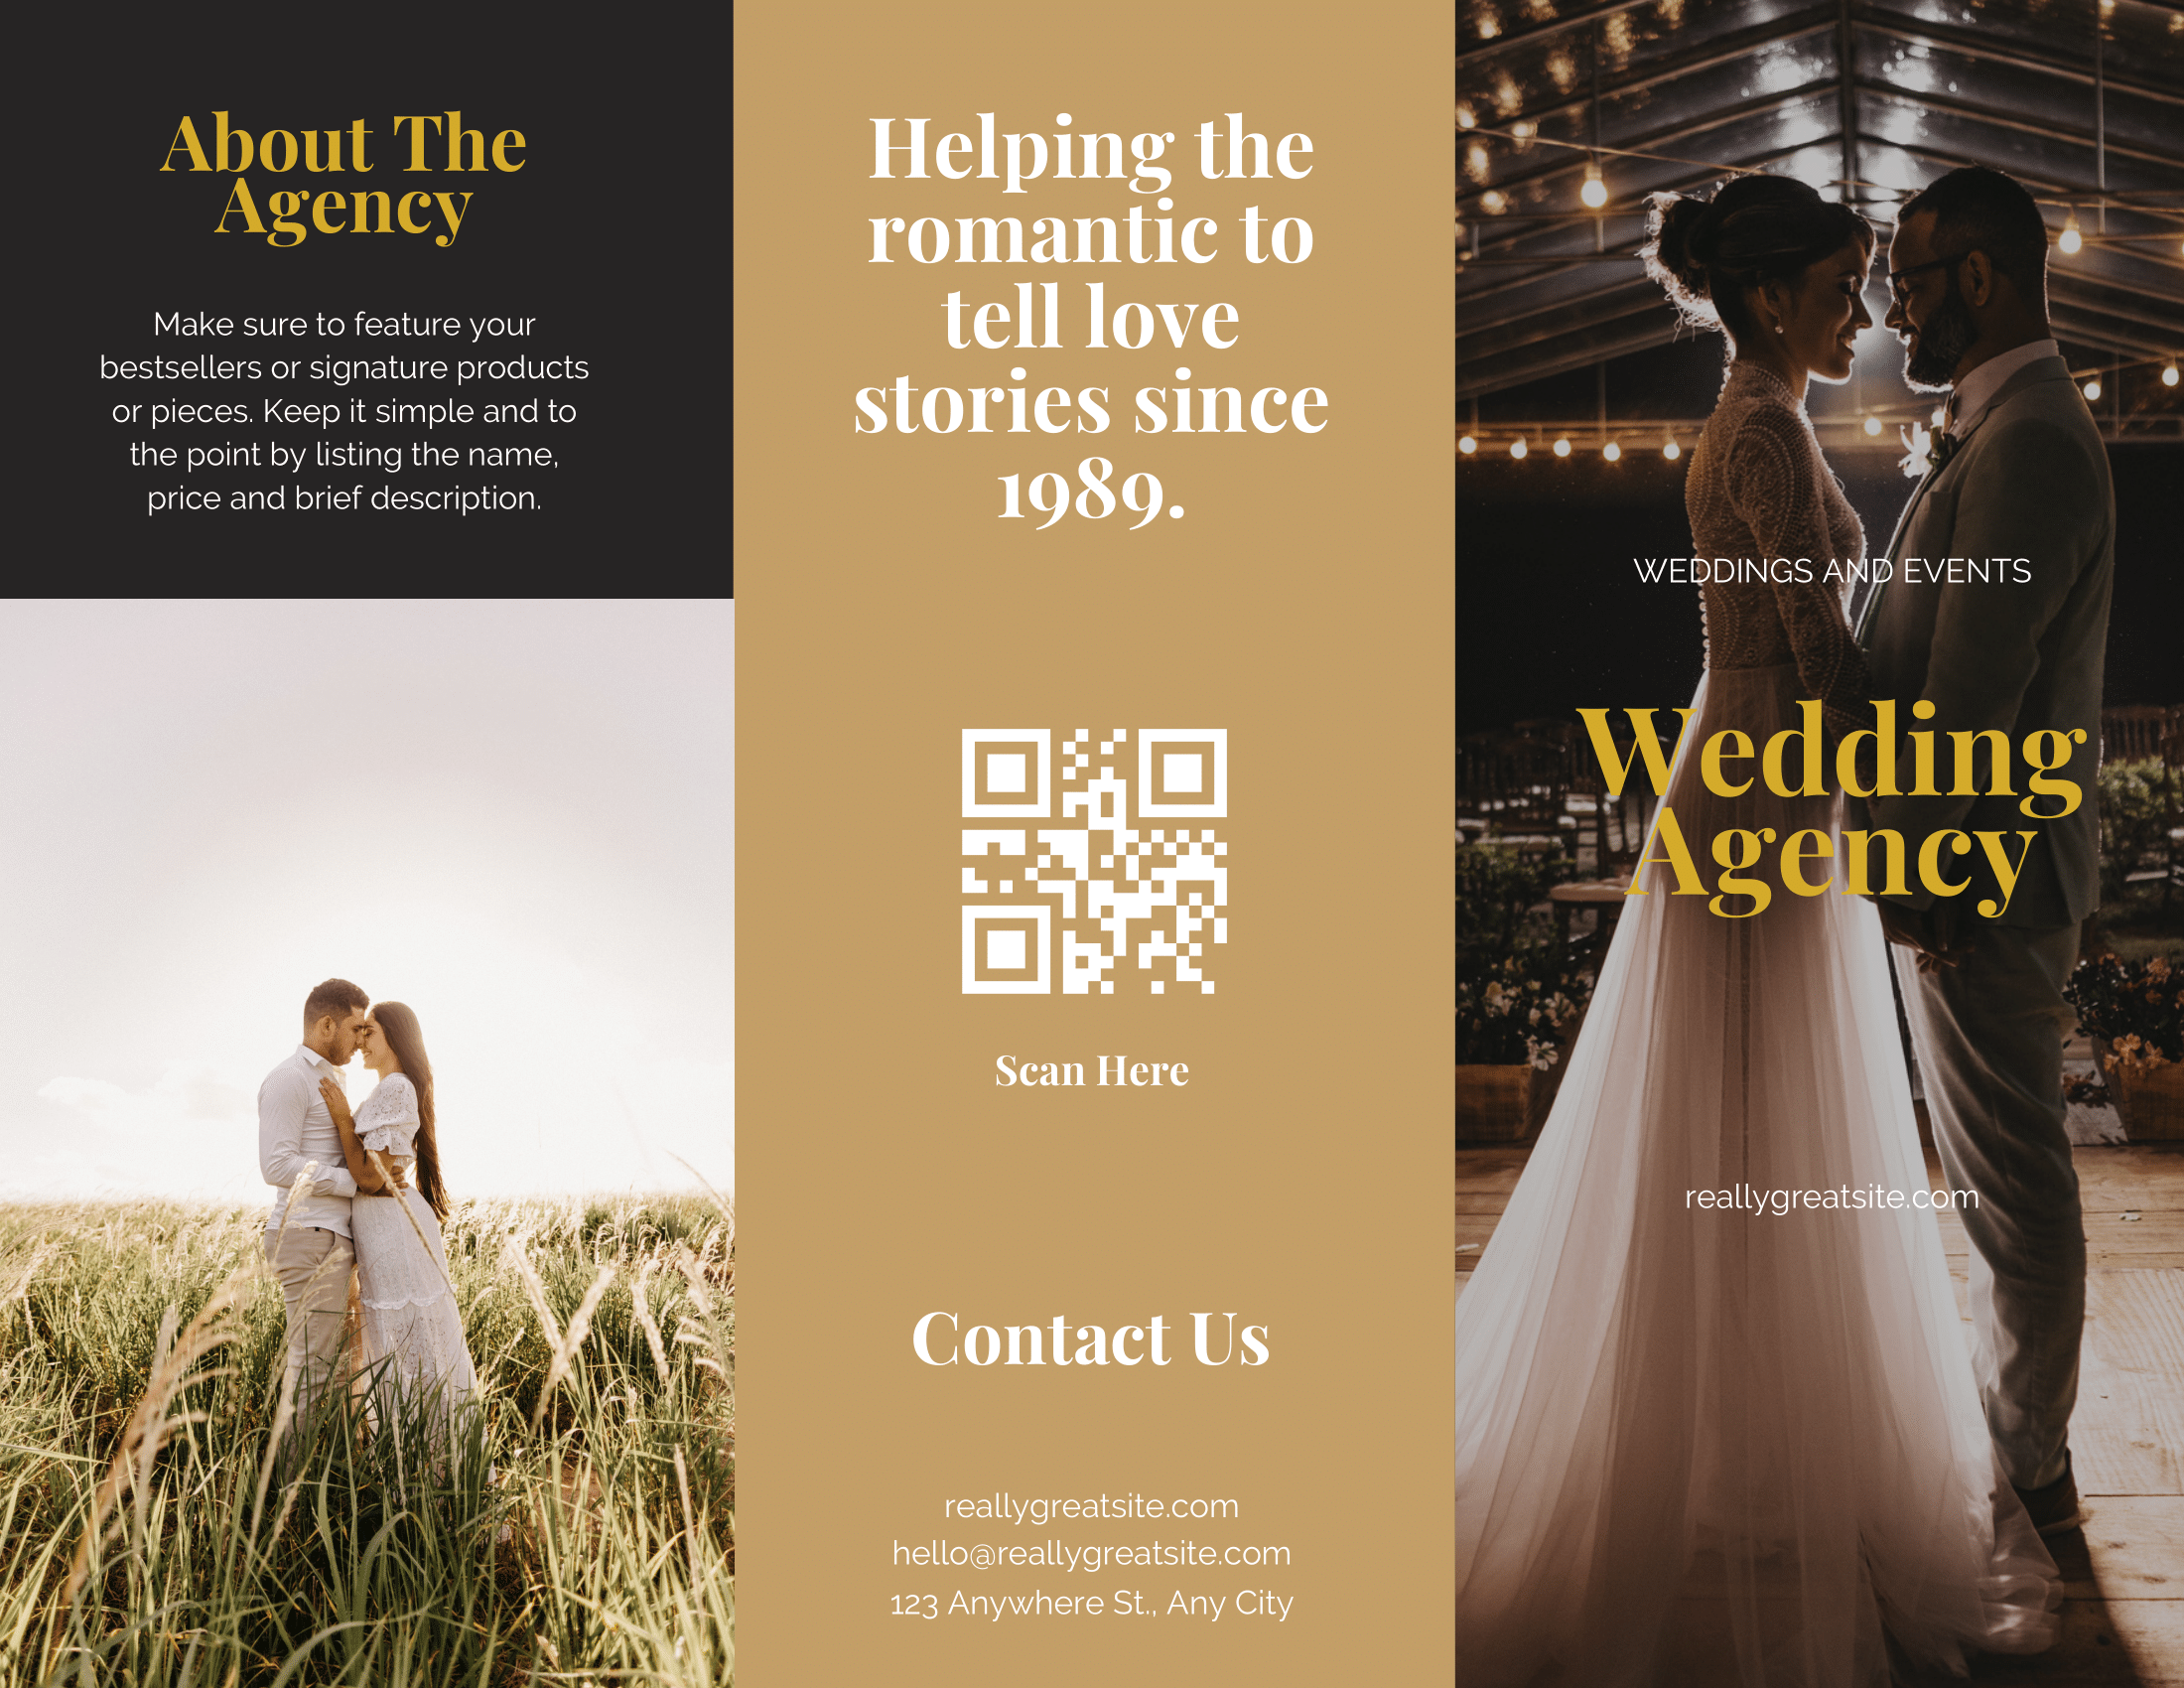 About The
Agency
Make sure to feature your
bestsellers or signature products
or pieces. Keep it simple and to
the point by listing the name,
price and brief description.
Helping the
romantic to
tell love
stories since
1989.
Scan Here
Contact Us
reallygreatsite.com
hello@reallygreatsite.com
123 Anywhere St., Any City
WEDDINGS AND EVENTS
Wedding
Agency
reallygreatsite.com